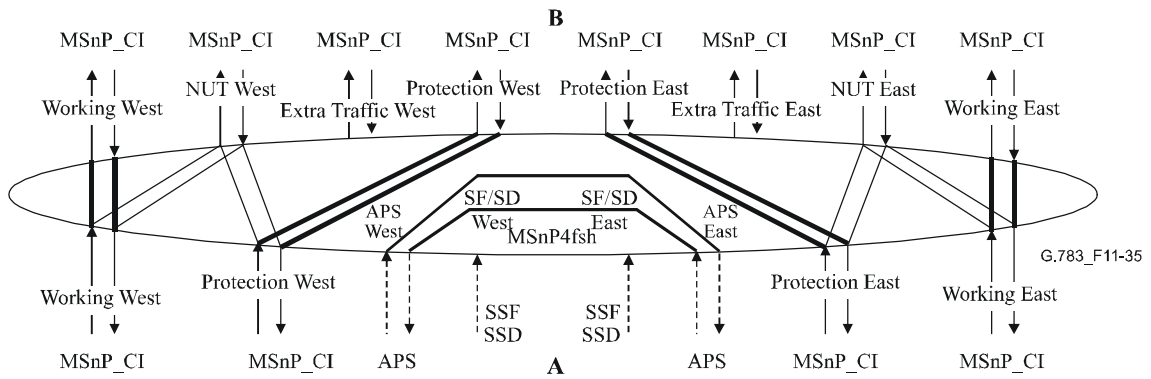 B
MSnP_CI MSnP_CI MSnP_CI MSnP_CI MSnP_CI MSnP_CI MSnP_CI MSnP_CI
NUT West Protection West Protection East NUT East
Working West Extra Traffic West Extra Traffic East Working East
SF/SD SF/SD
APS West
West East
APS East
MSnP4fsh
G.783_F11-35
Protection West Protection East
Working West Working East
SSF SSF
SSD SSD
MSnP_CI MSnP_CI APS APS MSnP_CI MSnP_CI
A